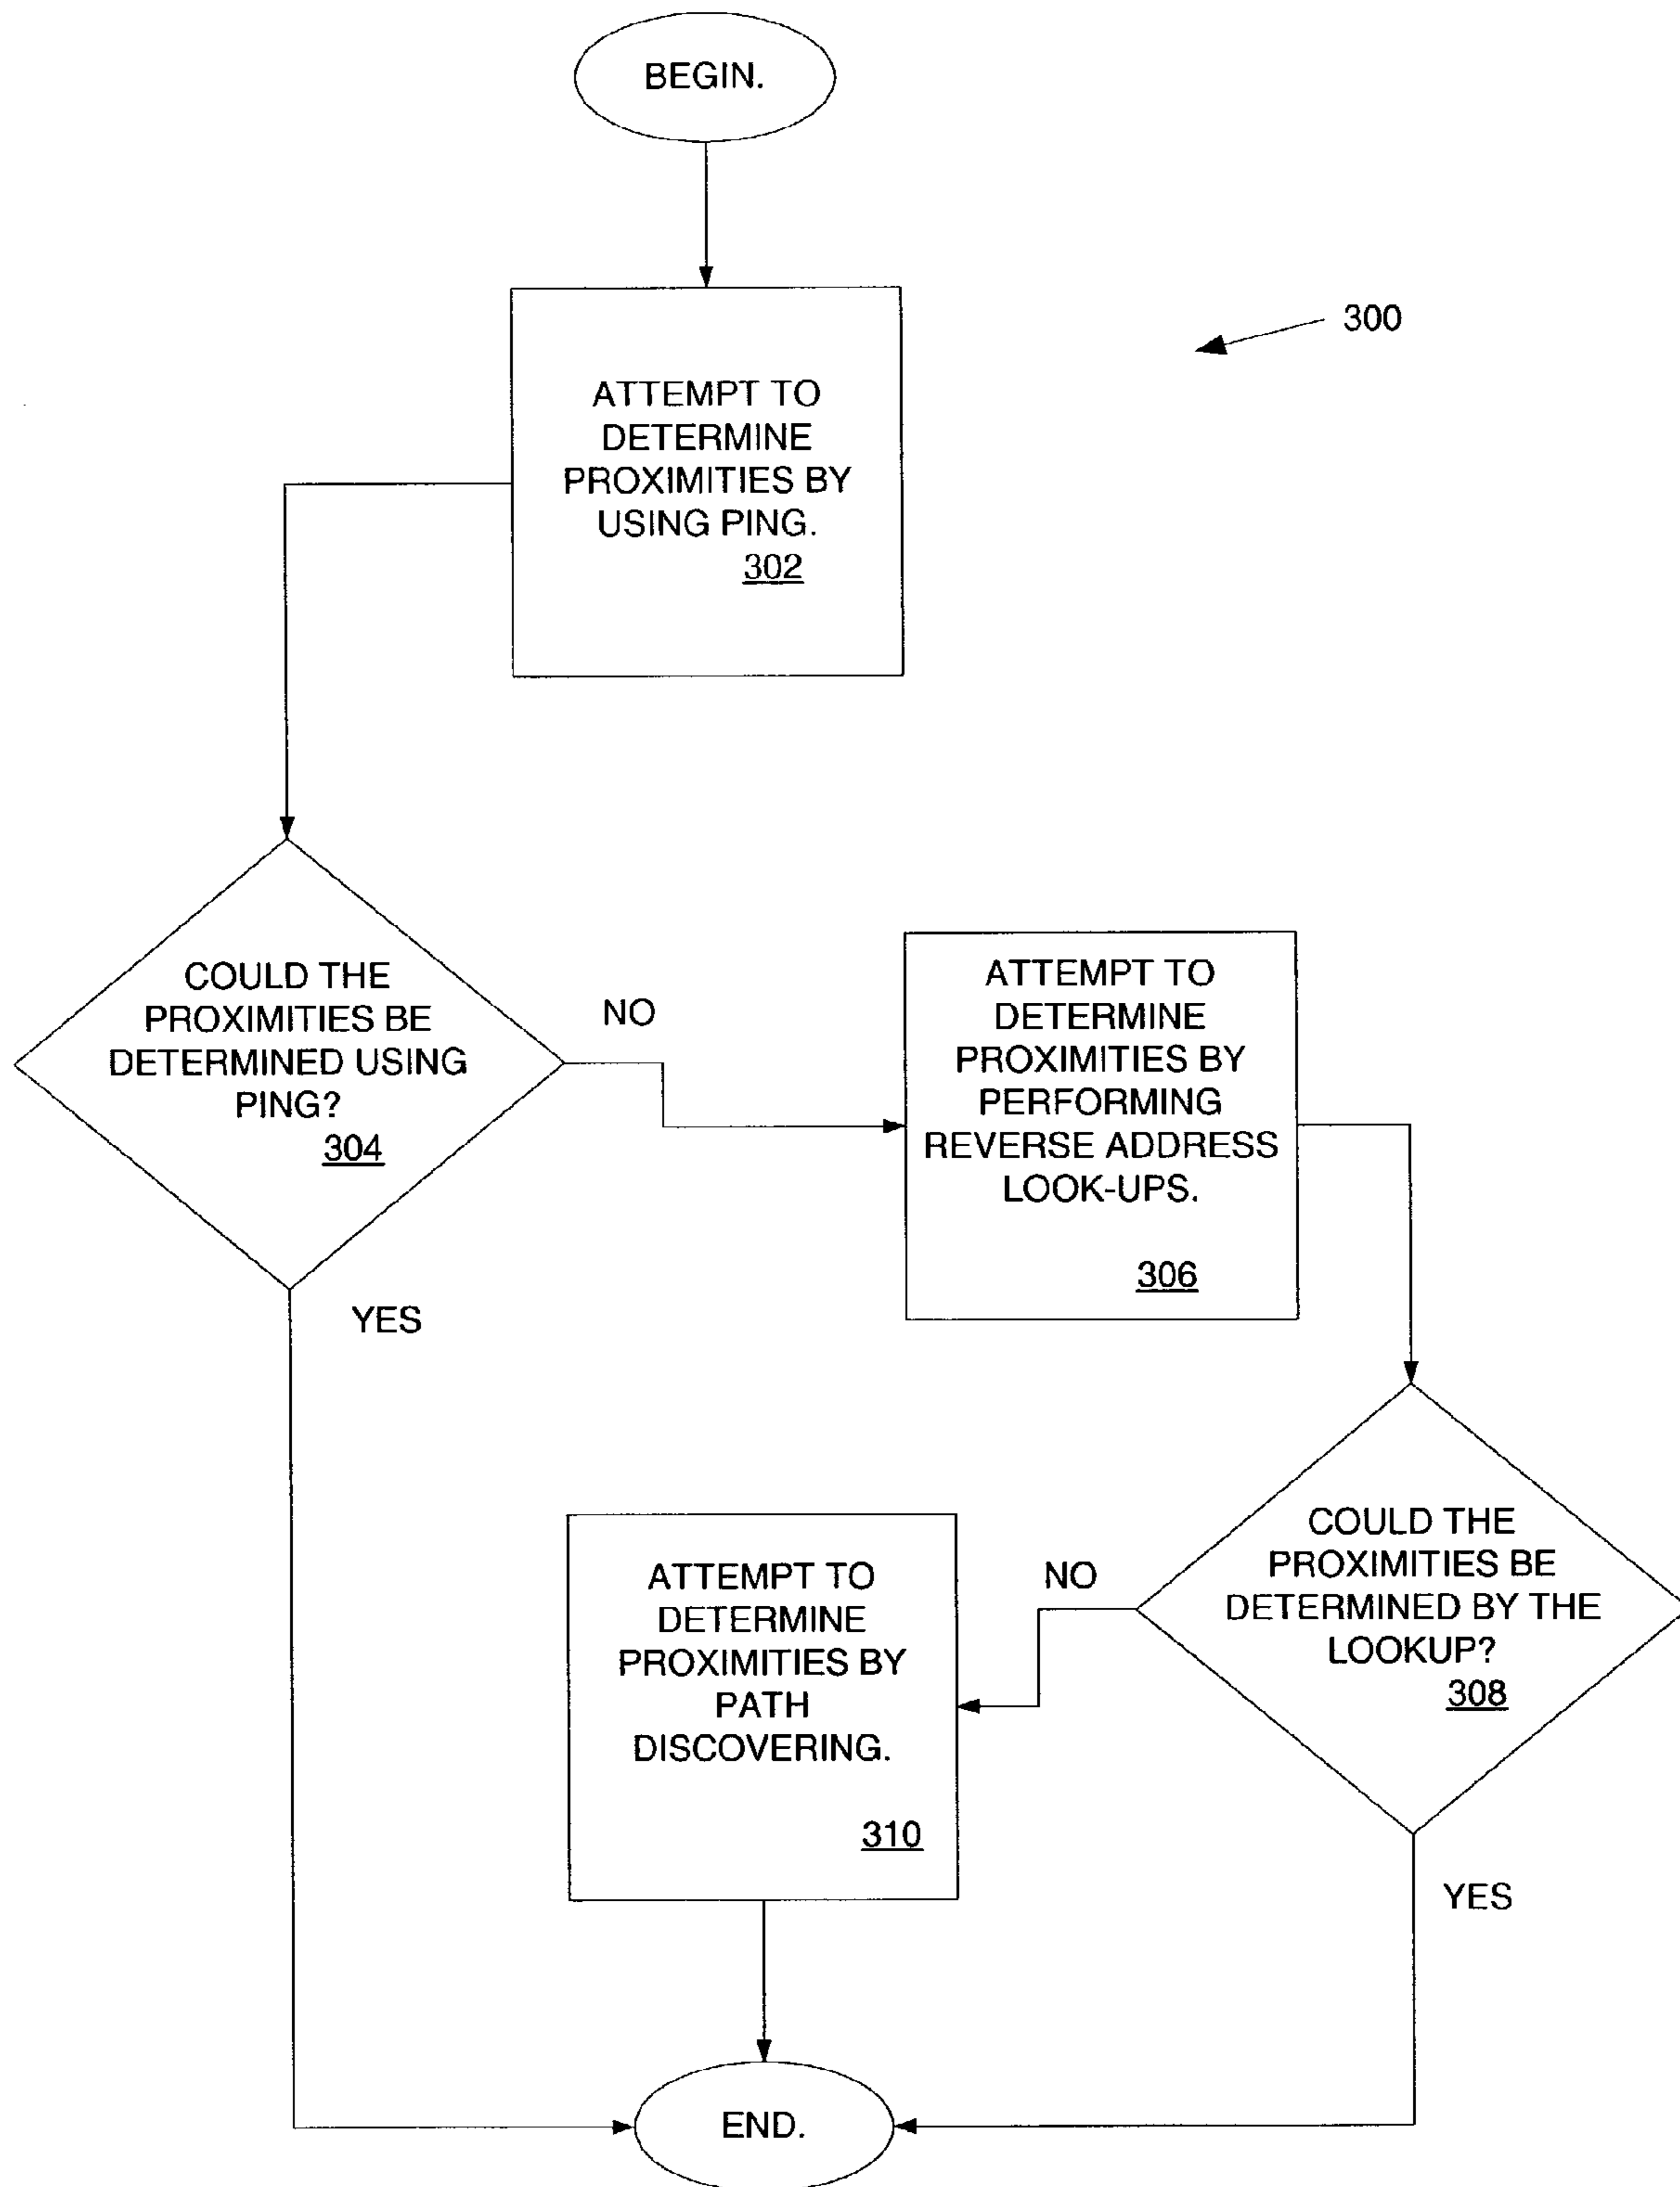 BEGIN.
300
ATTEMPT TO
DETERMINE
PROXIMITIES BY
USING PING.
302
COULD THE
PROXIMITIES BE
DETERMINED USING
PING?
304
NO
YES
ATTEMPT TO
DETERMINE
PROXIMITIES BY
PERFORMING
REVERSE ADDRESS
LOOK-UPS.
306
COULD THE
PROXIMITIES BE
DETERMINED BY THE
LOOKUP?
308
NO
YES
ATTEMPT TO
DETERMINE
PROXIMITIES BY
PATH
DISCOVERING.
310
END.